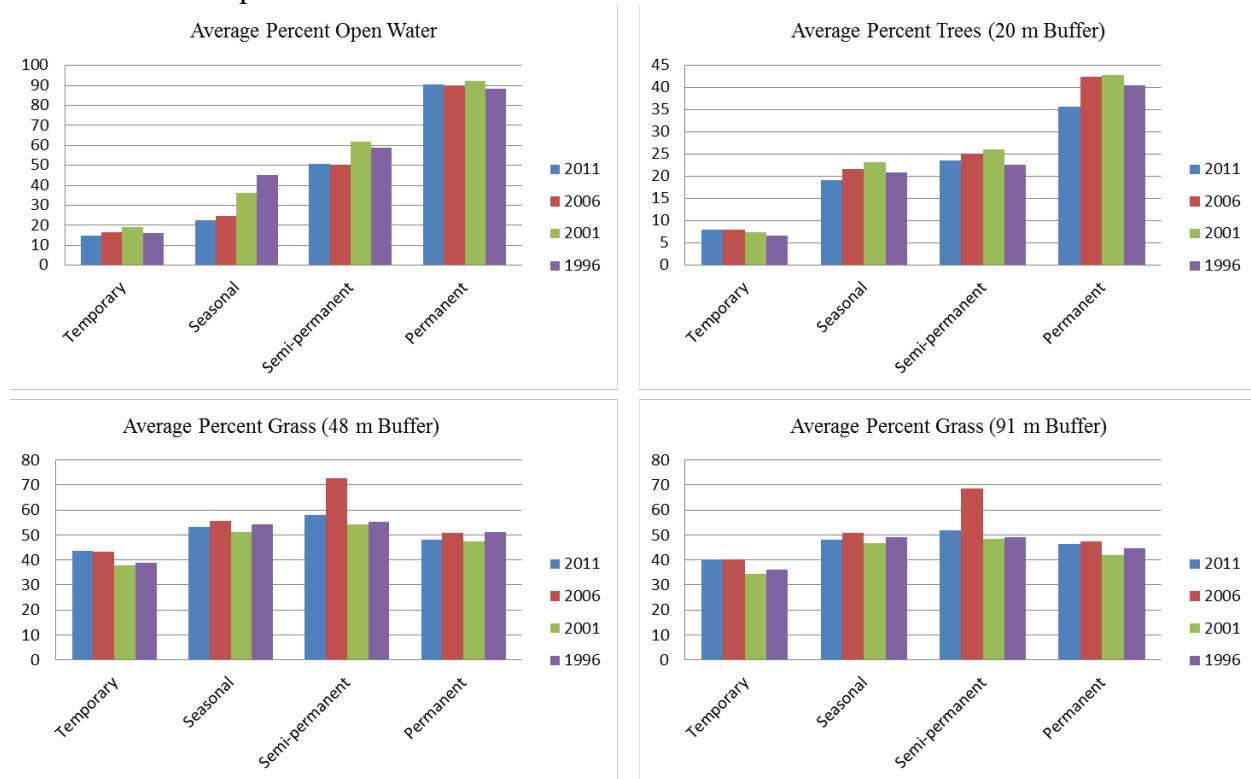 Average Percent Open Water
100
90
80
70
60
50
40
30
20
10
0
Temporary
Seasonal
Semi-permanent
Permanent
2011
2006
2001
1996
Average Percent Trees (20 m Buffer)
45
40
35
30
25
20
15
10
5
0
Temporary
Seasonal
Semi-permanent
Permanent
2011
2006
2001
1996
Average Percent Grass (48 m Buffer)
80
70
60
50
40
30
20
10
0
Temporary
Seasonal
Semi-permanent
Permanent
2011
2006
2001
1996
Average Percent Grass (91 m Buffer)
80
70
60
50
40
30
20
10
0
Temporary
Seasonal
Semi-permanent
Permanent
2011
2006
2001
1996